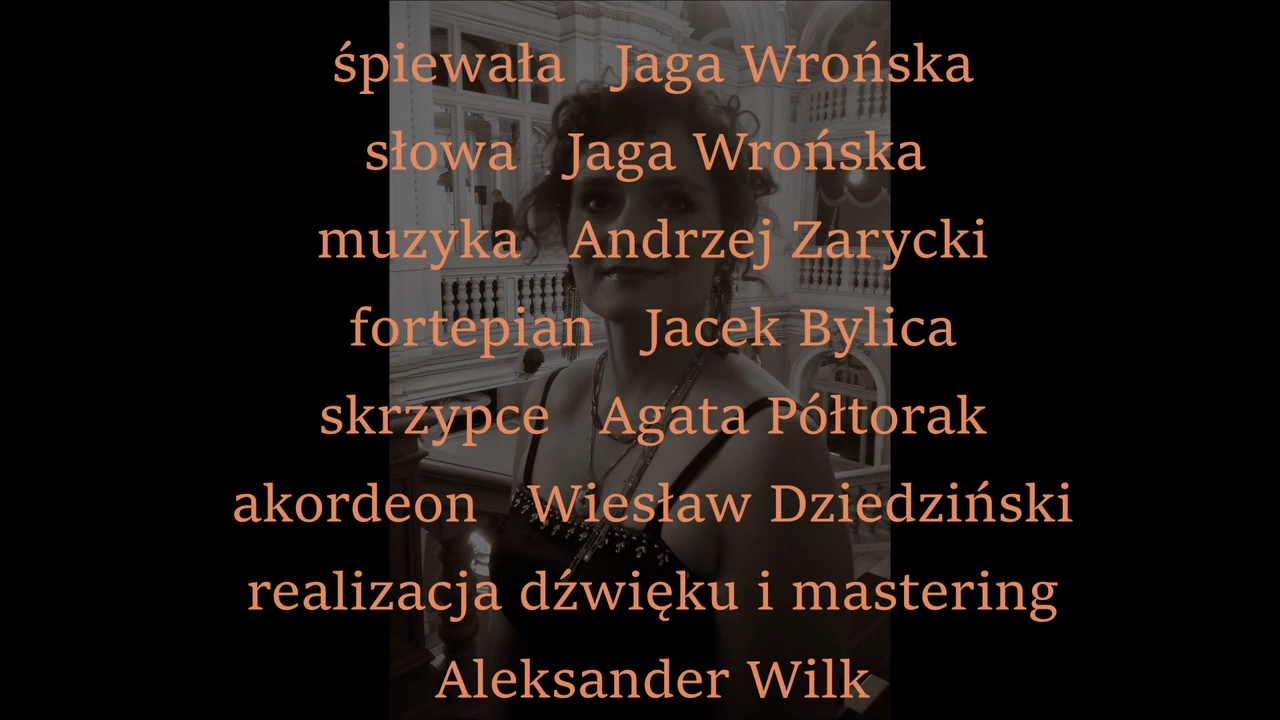 śpiewała Jaga Wrońska
słowa Jaga Wrońska
muzyka Andrzej Zarycki
fortepian Jacek Bylica
skrzypce Agata Półtorak
akordeon Wiesław Dziedziński
realizacja dźwięku i mastering
Aleksander Wilk